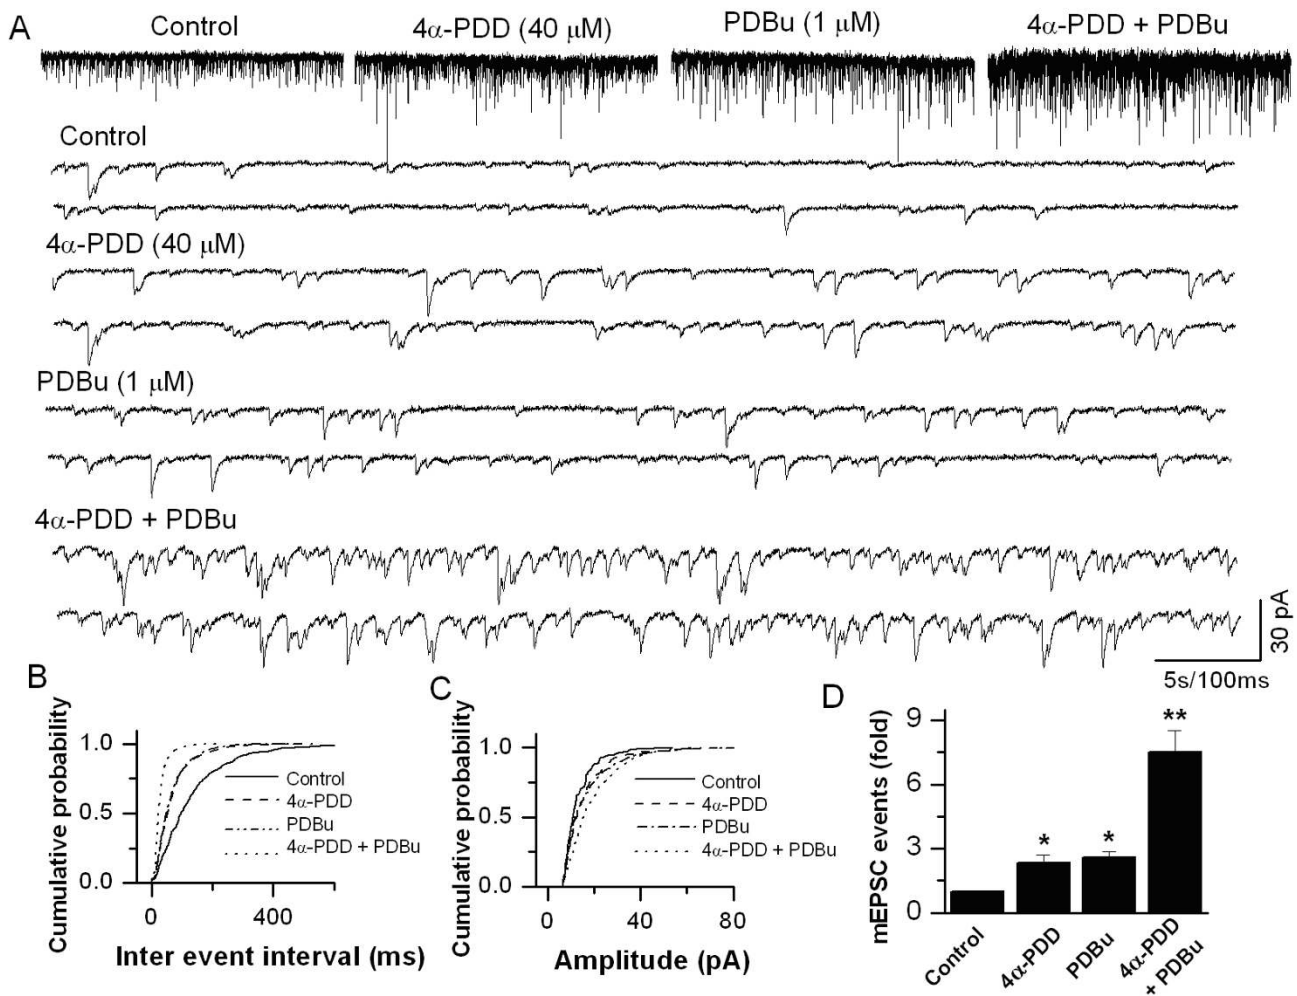 A
Control
4α-PDD (40 μM)
PDBu (1 μM)
4α-PDD + PDBu
Control
4α-PDD (40 μM)
PDBu (1 μM)
4α-PDD + PDBu
30 pA
5s/100ms
B
Cumulative probability
1.0
0.5
0.0
0
400
Inter event interval (ms)
Control
4α-PDD
PDBu
4α-PDD + PDBu
C
Cumulative probability
1.0
0.5
0.0
0
40
80
Amplitude (pA)
Control
4α-PDD
PDBu
4α-PDD + PDBu
D
mEPSC events (fold)
9
6
3
0
*
*
**
Control
4α-PDD
PDBu
4α-PDD
+ PDBu